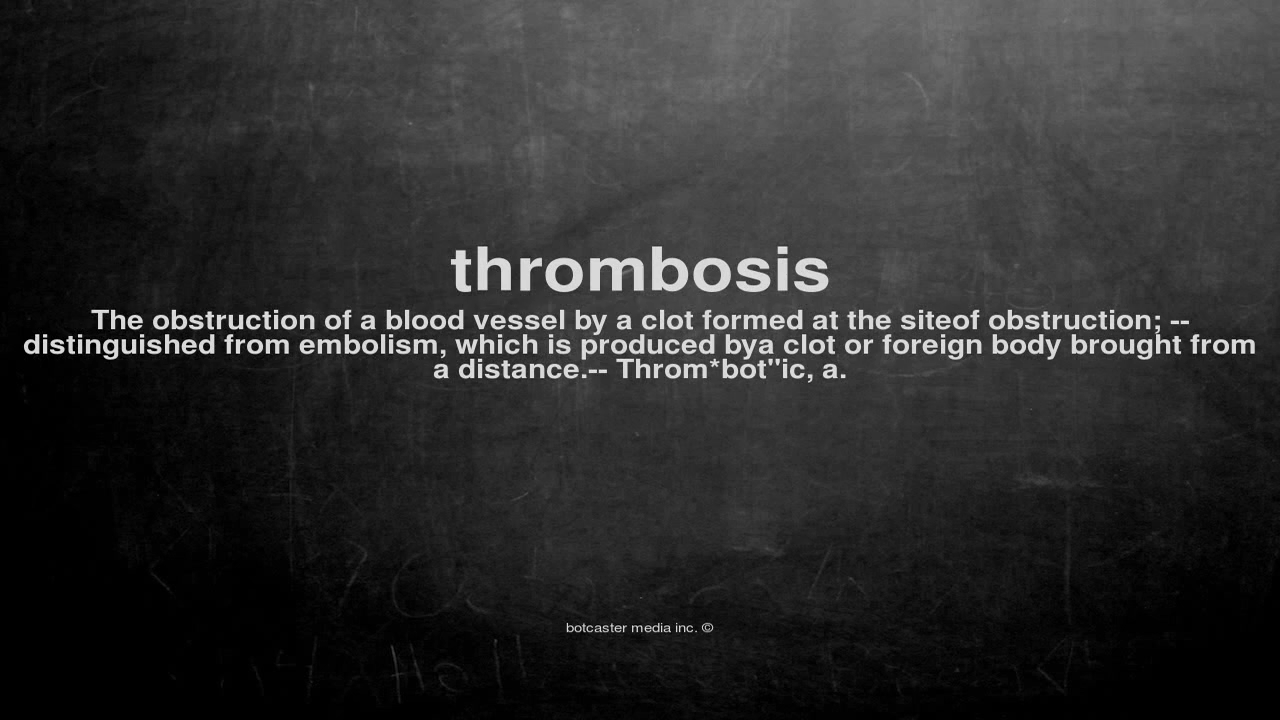 thrombosis
The obstruction of a blood vessel by a clot formed at the siteof obstruction; --
distinguished from embolism, which is produced bya clot or foreign body brought from
a distance.-- Throm*bot''ic, a.
botcaster media inc. ©